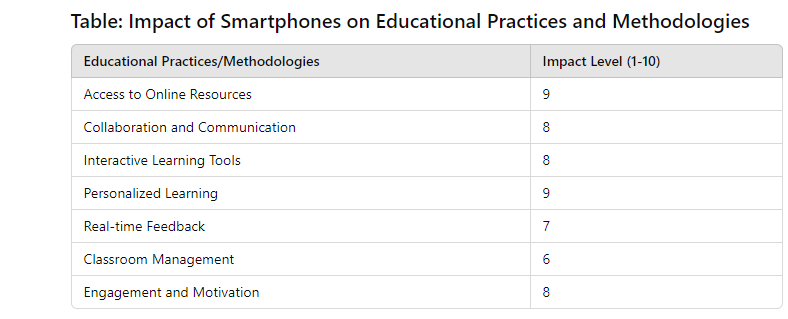 Table: Impact of Smartphones on Educational Practices and Methodologies
Educational Practices/Methodologies Impact Level (1-10)
Access to Online Resources 9
Collaboration and Communication 8
Interactive Learning Tools 8
Personalized Learning 9
Real-time Feedback 7
Classroom Management 6
Engagement and Motivation 8